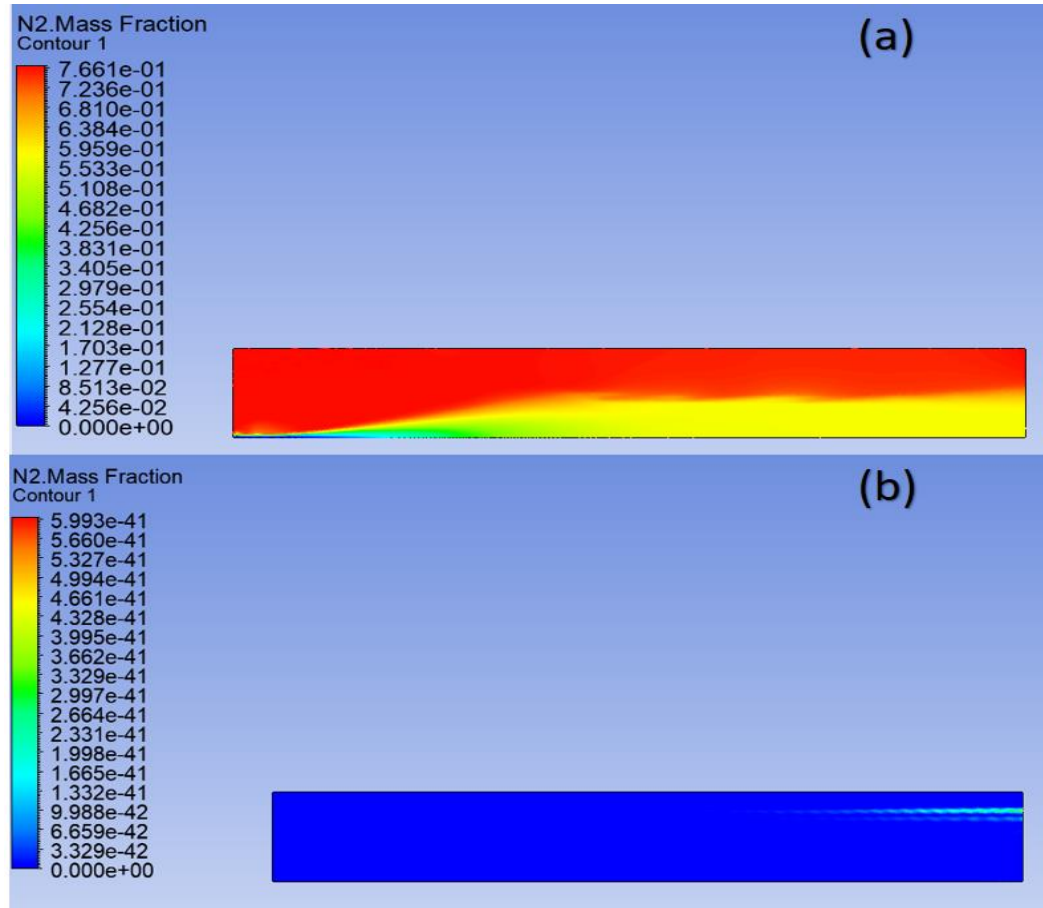 N2.Mass Fraction
Contour 1
(a)
7.661e-01
7.236e-01
6.810e-01
6.384e-01
5.959e-01
5.533e-01
5.108e-01
4.682e-01
4.256e-01
3.831e-01
3.405e-01
2.979e-01
2.554e-01
2.128e-01
1.703e-01
1.277e-01
8.513e-02
4.256e-02
0.000e+00
N2.Mass Fraction
Contour 1
(b)
5.993e-41
5.660e-41
5.327e-41
4.994e-41
4.661e-41
4.328e-41
3.995e-41
3.662e-41
3.329e-41
2.997e-41
2.664e-41
2.331e-41
1.998e-41
1.665e-41
1.332e-41
9.988e-42
6.659e-42
3.329e-42
0.000e+00